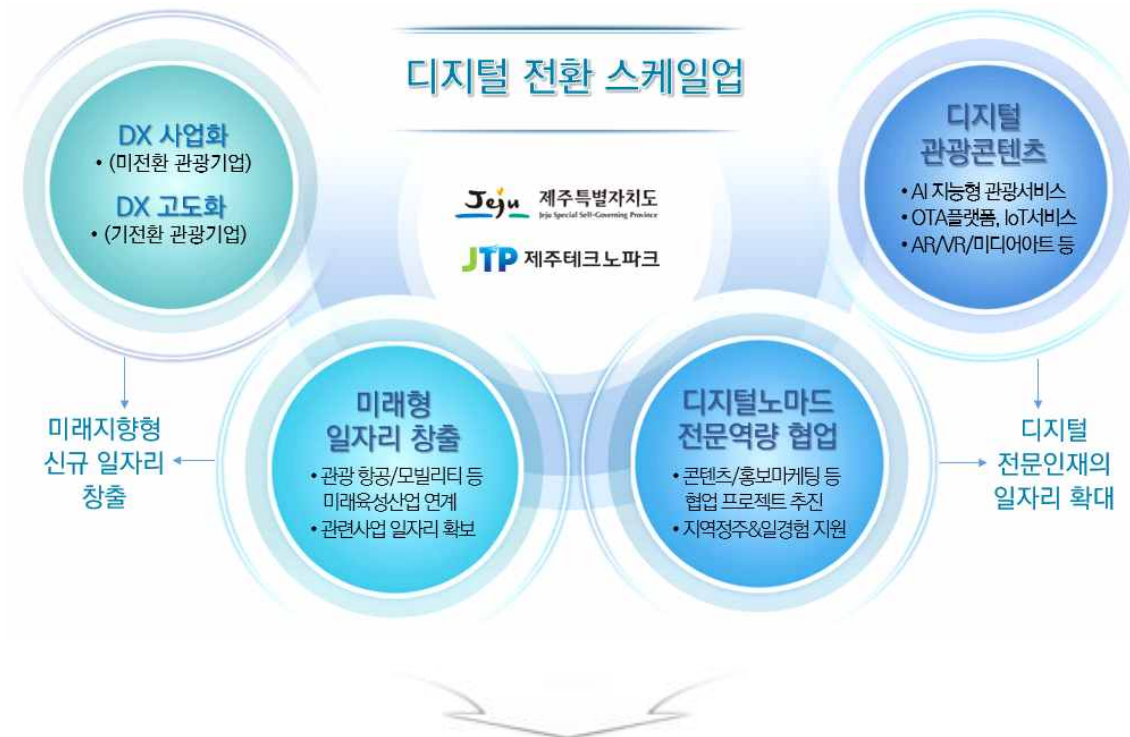 디지털 전환 스케일업
Jeju 제주특별자치도
Jeju Special Self-Governing Province
JTP 제주테크노파크
DX 사업화
• (미전환 관광기업)
DX 고도화
• (기전환 관광기업)
디지털
관광콘텐츠
• AI 지능형 관광서비스
• OTA플랫폼, IoT서비스
• AR/VR/미디어아트 등
미래형
일자리 창출
• 관광 항공/모빌리티 등
미래육성산업 연계
• 관련사업 일자리 확보
디지털노마드
전문역량 협업
• 콘텐츠/홍보마케팅 등
협업 프로젝트 추진
• 지역정주&일경험 지원
미래지향형
신규 일자리
창출
디지털
전문인재의
일자리 확대